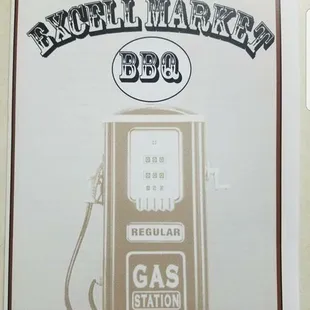 EXCELL MARKET
BBQ
REGULAR
GAS
STATION